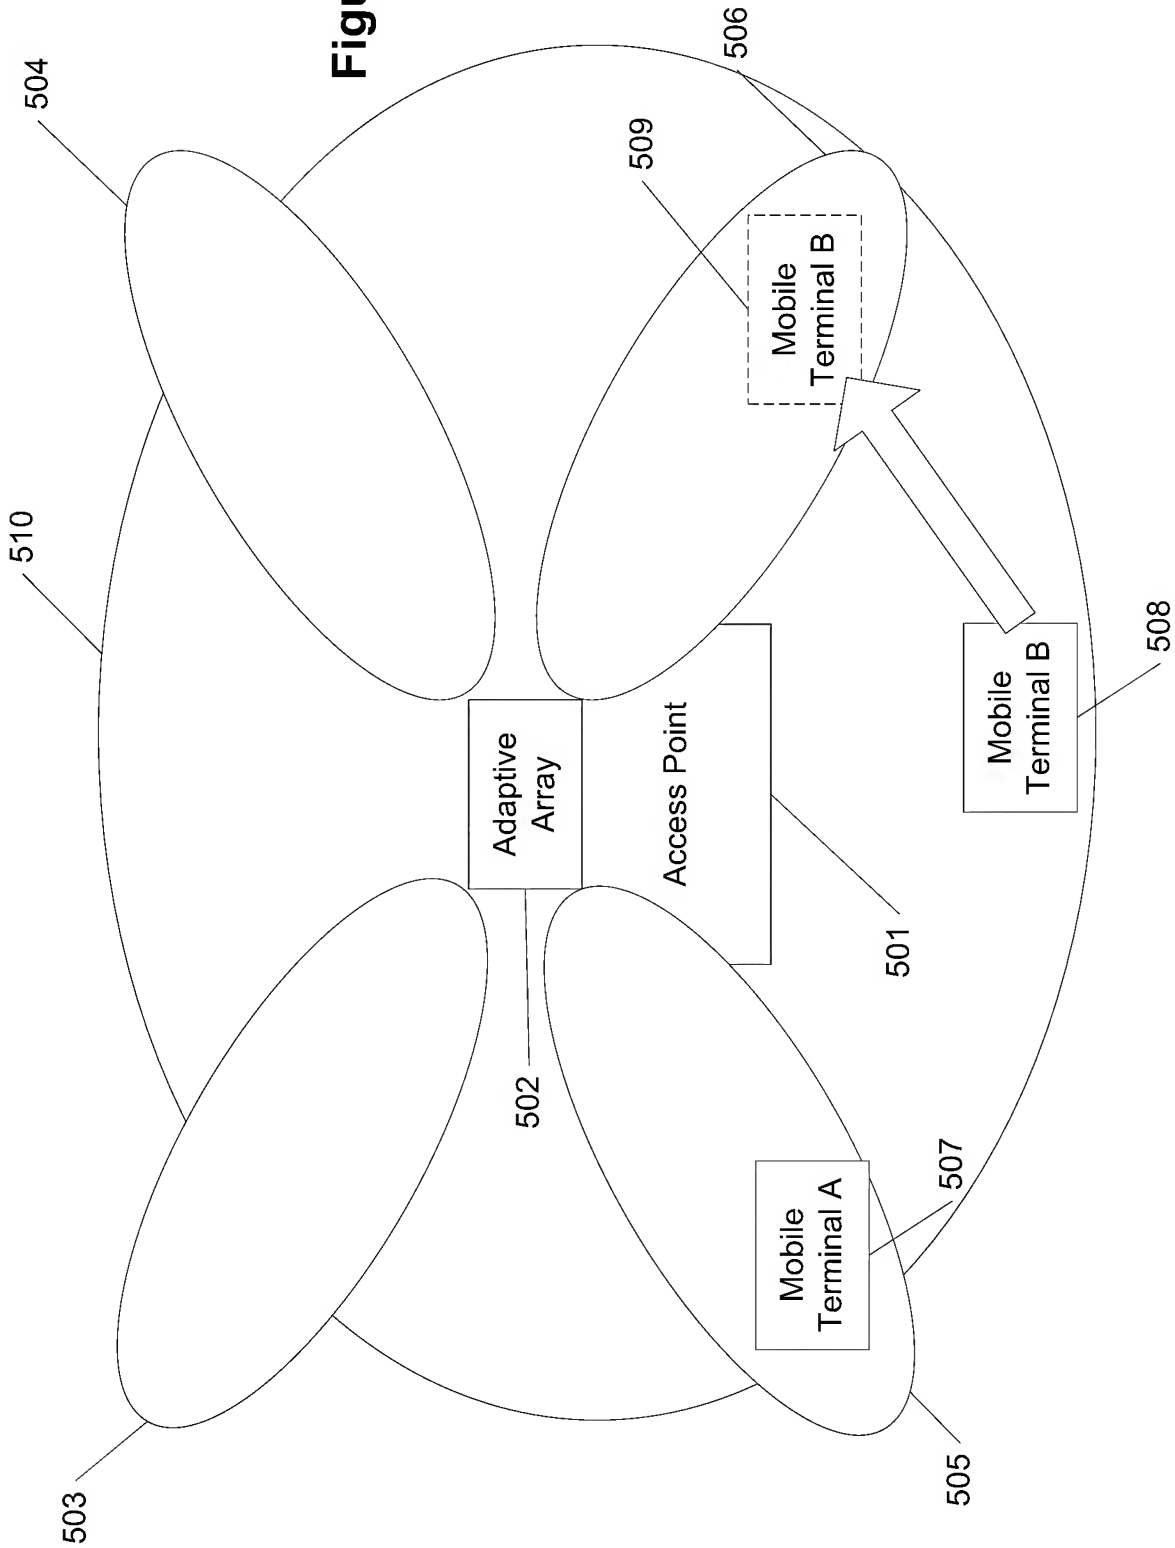 510
504
503
Figu
502
Adaptive
Array
509
Access Point
506
Mobile
Terminal A
Mobile
Terminal B
501
507
505
Mobile
Terminal B
508